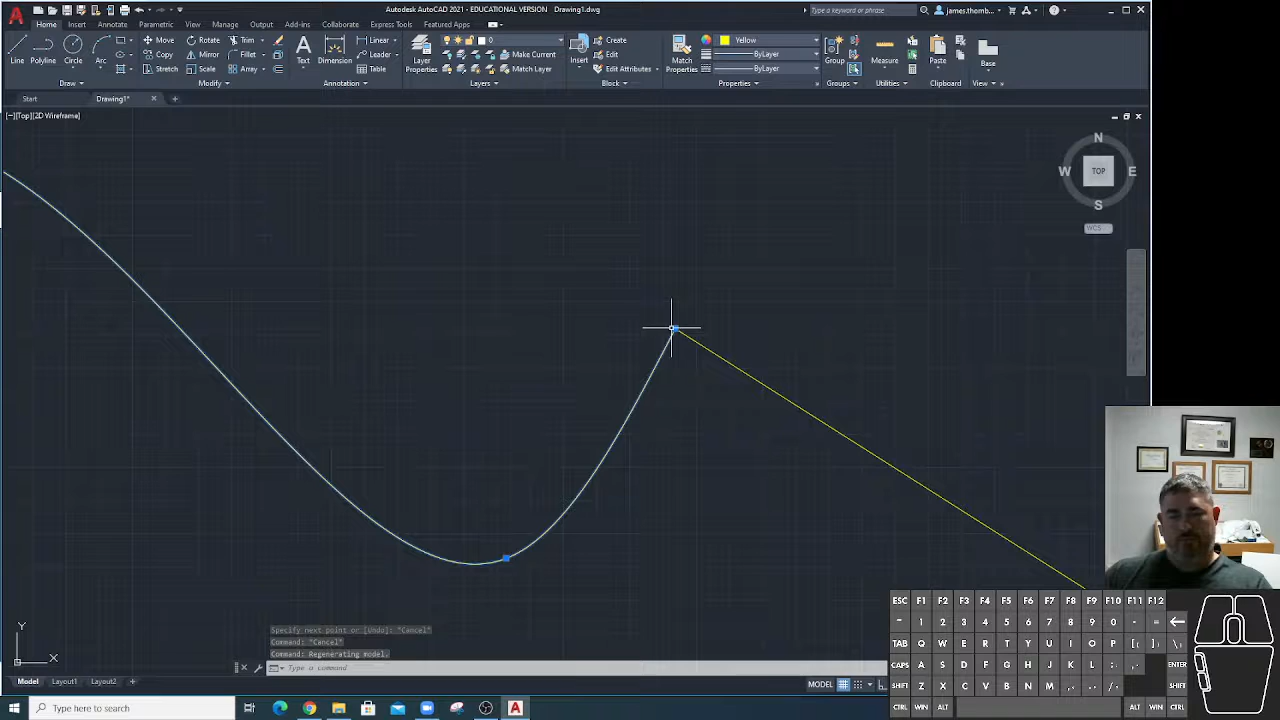 Autodesk AutoCAD 2021 - EDUCATIONAL VERSION Drawing1.dwg
Type a keyword or phrase
james.thomb...
Home Insert Annotate Parametric View Manage Output Add-ins Collaborate Express Tools Featured Apps
Line Polyline Circle Arc
Move Rotate Trim
Copy Mirror Fillet
Stretch Scale Array
Text Dimension
Linear
Leader
Table
Layer
Properties
0
Make Current
Match Layer
Insert
Create
Edit
Edit Attributes
Match
Properties
Yellow
ByLayer
ByLayer
Group
Measure
Paste
Base
Draw Modify Annotation Layers Block Properties Groups Utilities Clipboard View
Start Drawing1*
[−][Top][2D Wireframe]
N
W TOP E
S
WCS
Y
X
Specify next point or [Undo]: *Cancel*
Command: *Cancel*
Command: Regenerating model.
Type a command
Model Layout1 Layout2
MODEL
Type here to search
ESC F1 F2 F3 F4 F5 F6 F7 F8 F9 F10 F11 F12
1 2 3 4 5 6 7 8 9 0 - =
TAB Q W E R T Y U I O P [ ] \
CAPS A S D F G H J K L ENTER
SHIFT Z X C V B N M SHIFT
CTRL WIN ALT ALT WIN CTRL